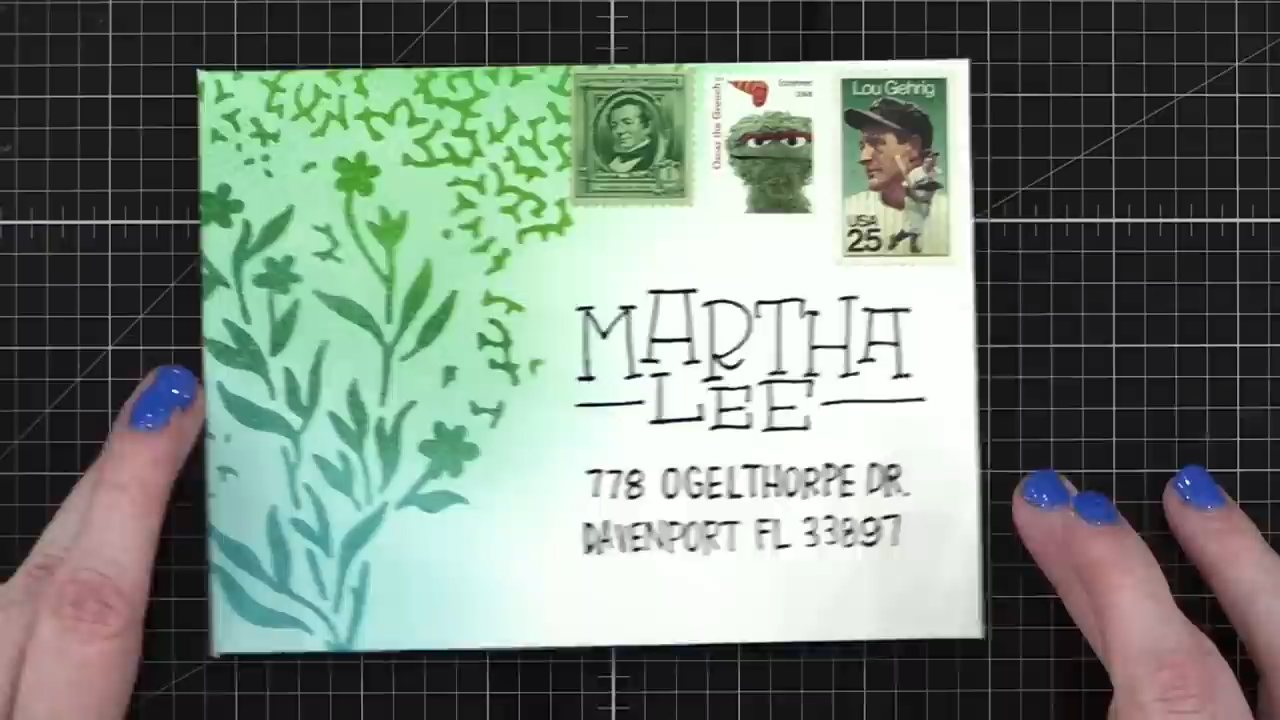 Lou Gehrig
Oscar the Grouch
USA
25
MARTHA
LEE
778 OGELTHORPE DR.
DAVENPORT FL 33897